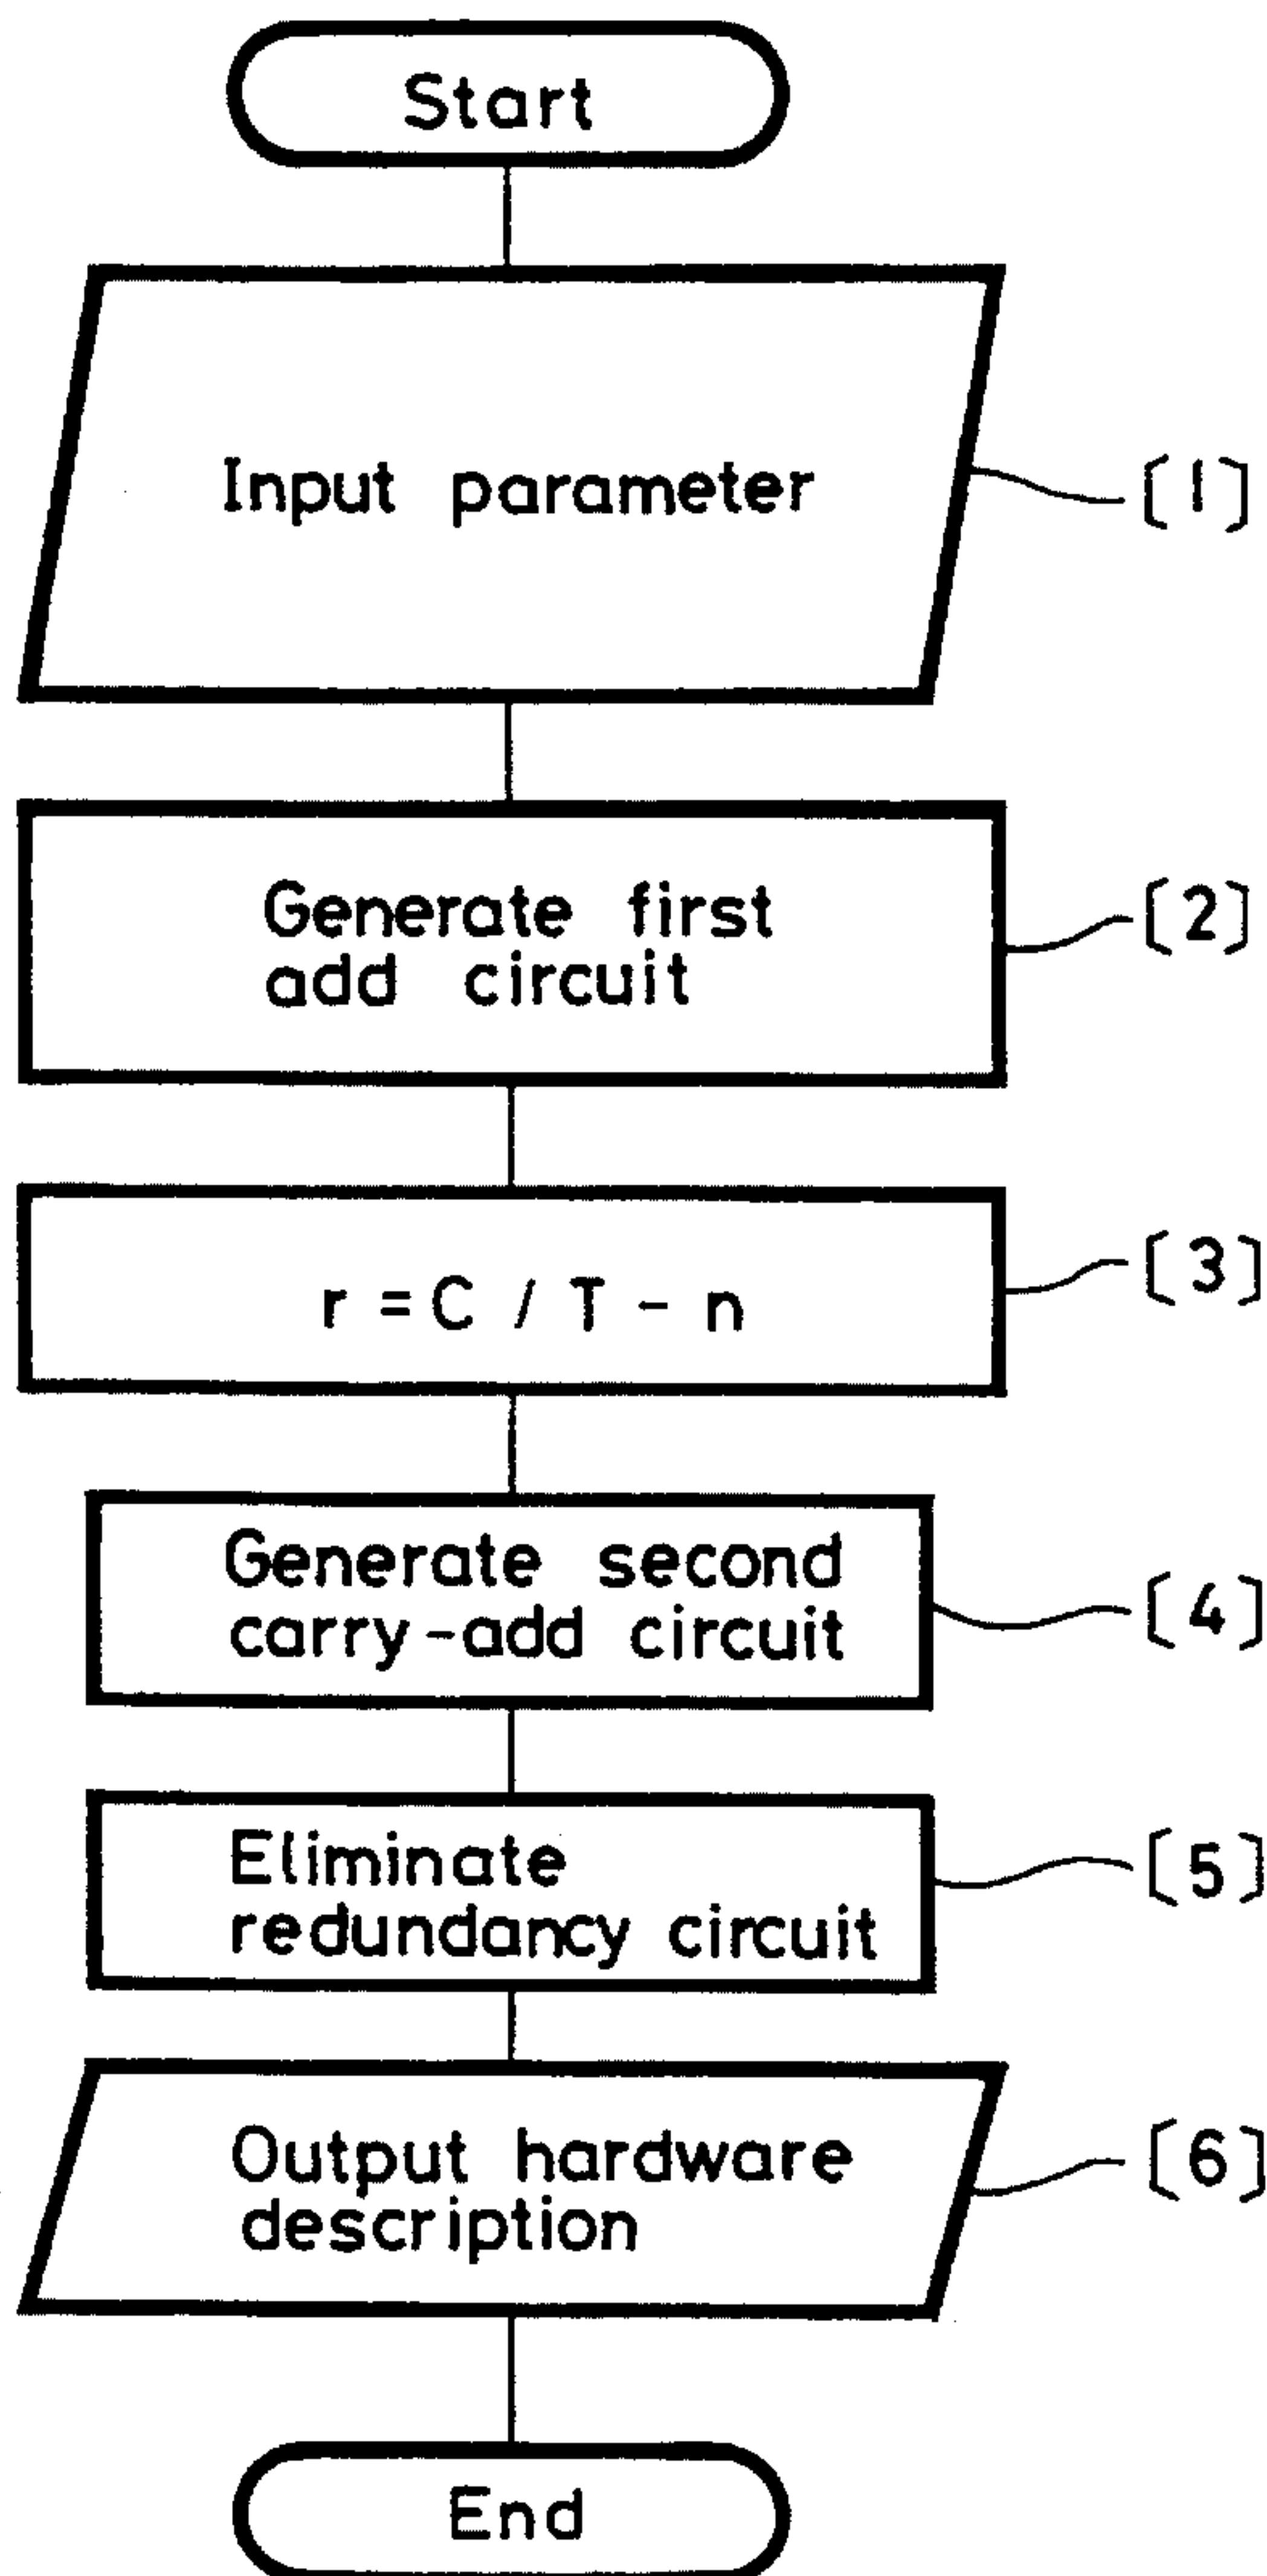 Start
Input parameter
[1]
Generate first
add circuit
[2]
r = C / T - n
[3]
Generate second
carry-add circuit
[4]
Eliminate
redundancy circuit
[5]
Output hardware
description
[6]
End